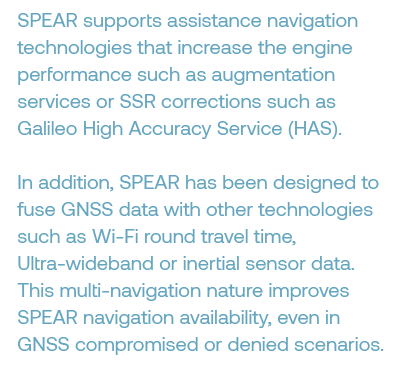 SPEAR supports assistance navigation
technologies that increase the engine
performance such as augmentation
services or SSR corrections such as
Galileo High Accuracy Service (HAS).
In addition, SPEAR has been designed to
fuse GNSS data with other technologies
such as Wi-Fi round travel time,
Ultra-wideband or inertial sensor data.
This multi-navigation nature improves
SPEAR navigation availability, even in
GNSS compromised or denied scenarios.